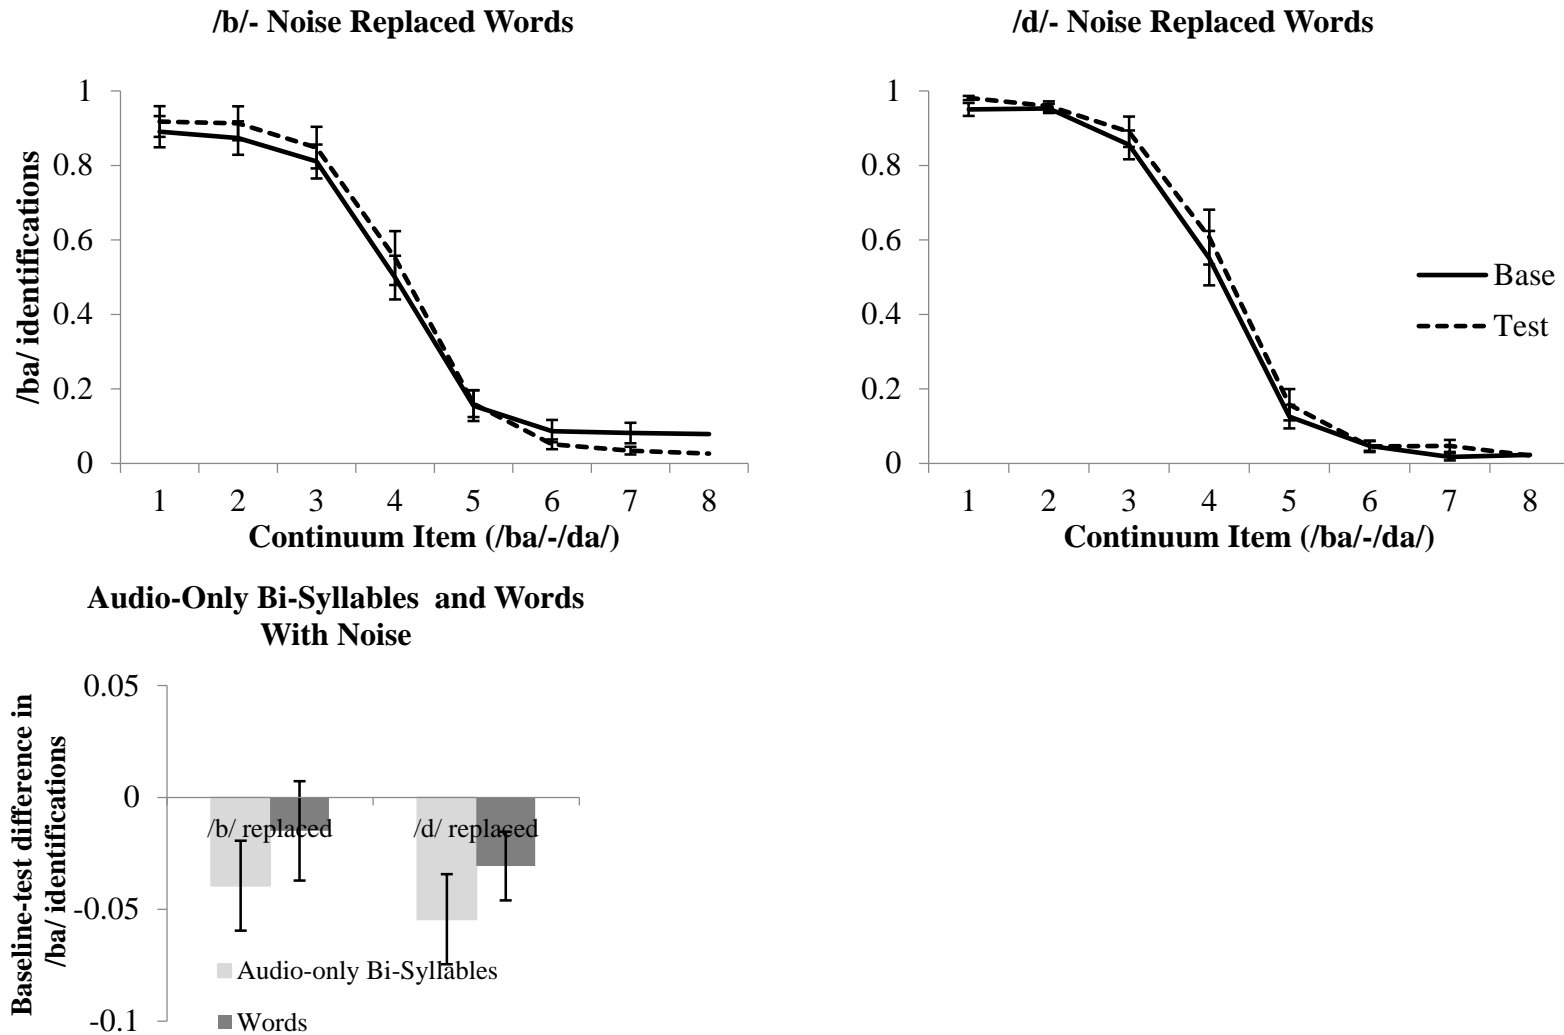 /b/- Noise Replaced Words
1
0.8
0.6
0.4
0.2
0
/ba/ identifications
1 2 3 4 5 6 7 8
Continuum Item (/ba/-/da/)
/d/- Noise Replaced Words
1
0.8
0.6
0.4
0.2
0
1 2 3 4 5 6 7 8
Continuum Item (/ba/-/da/)
Base
Test
Audio-Only Bi-Syllables and Words
With Noise
0.05
0
-0.05
-0.1
Baseline-test difference in
/ba/ identifications
/b/ replaced
/d/ replaced
Audio-only Bi-Syllables
Words